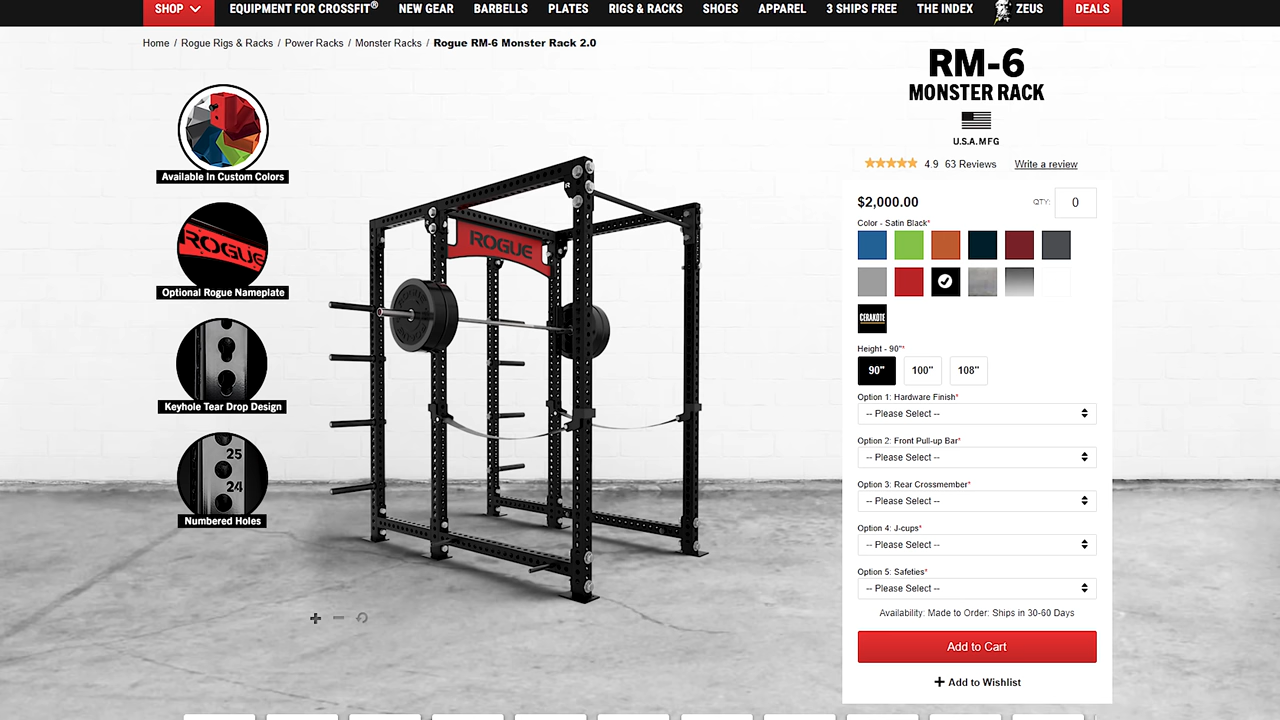 SHOP EQUIPMENT FOR CROSSFIT® NEW GEAR BARBELLS PLATES RIGS & RACKS SHOES APPAREL 3 SHIPS FREE THE INDEX ZEUS DEALS
Home / Rogue Rigs & Racks / Power Racks / Monster Racks / Rogue RM-6 Monster Rack 2.0
Available In Custom Colors
ROGUE
Optional Rogue Nameplate
Keyhole Tear Drop Design
25
24
Numbered Holes
ROGUE
RM-6
MONSTER RACK
U.S.A. MFG
4.9 63 Reviews Write a review
$2,000.00 QTY: 0
Color - Satin Black*
CERAKOTE
Height - 90"*
90" 100" 108"
Option 1: Hardware Finish*
-- Please Select --
Option 2: Front Pull-up Bar*
-- Please Select --
Option 3: Rear Crossmember*
-- Please Select --
Option 4: J-cups*
-- Please Select --
Option 5: Safeties*
-- Please Select --
Availability: Made to Order: Ships in 30-60 Days
Add to Cart
Add to Wishlist